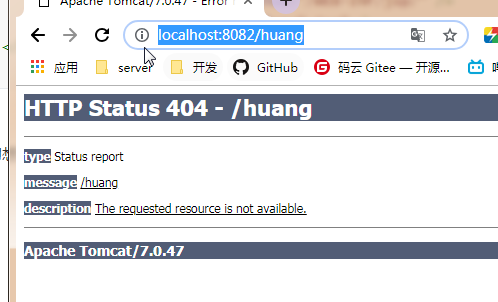 Apache Tomcat/7.0.47 - Error r
localhost:8082/huang
应用 server 开发 GitHub 码云 Gitee — 开源...
HTTP Status 404 - /huang
type Status report
message /huang
description The requested resource is not available.
Apache Tomcat/7.0.47